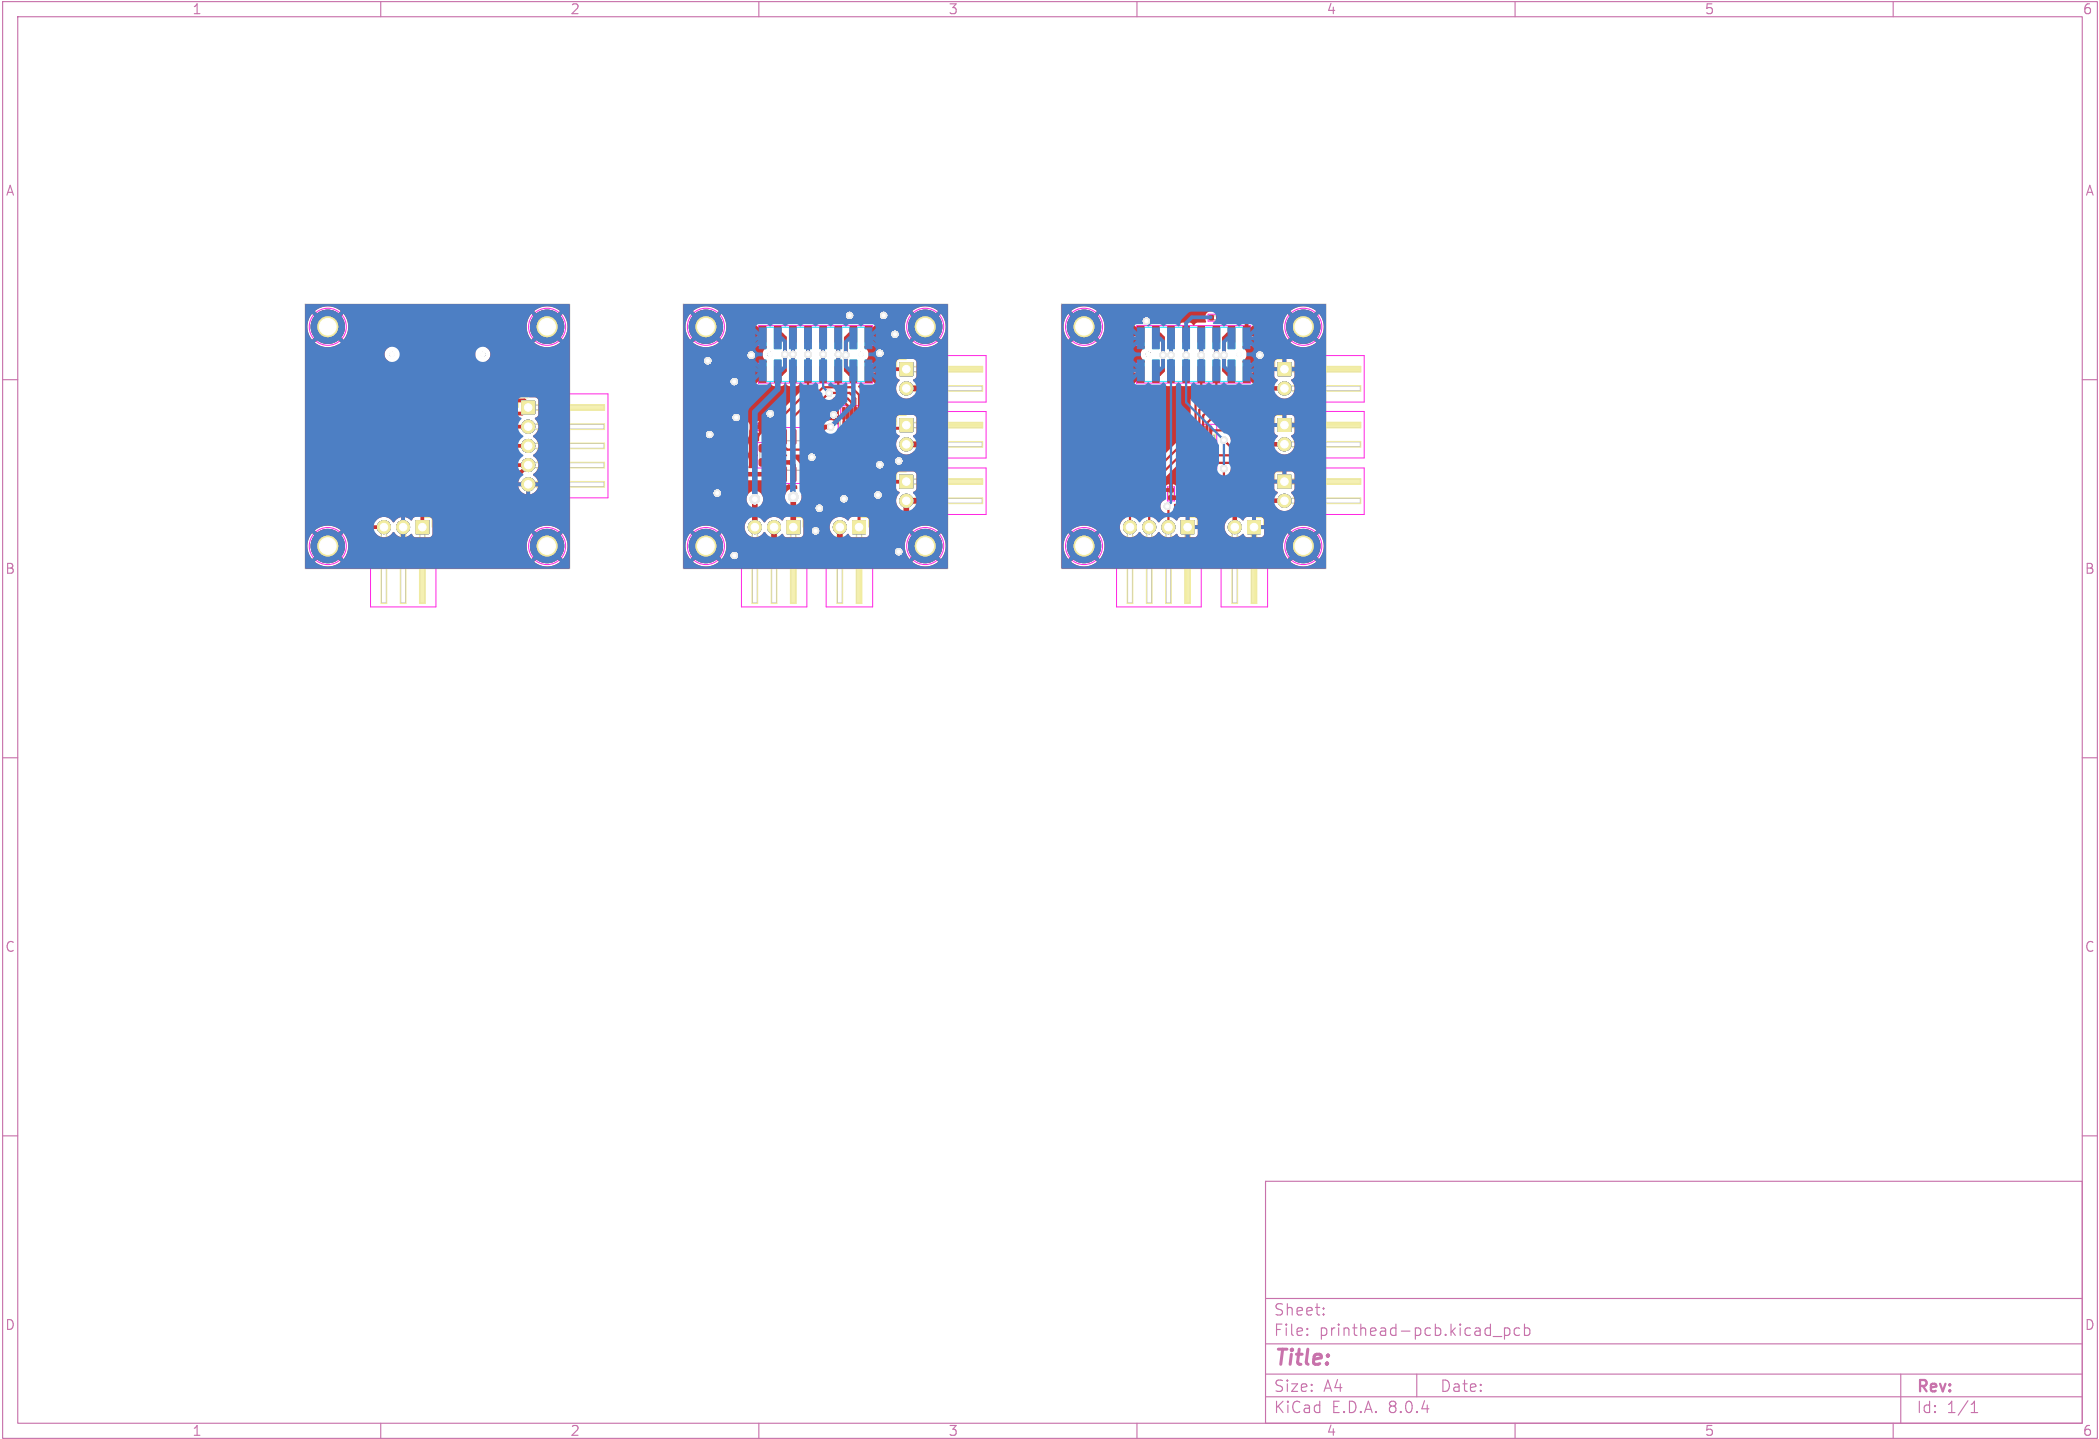 1 2 3 4 5 6
A A
B B
C C
D D
Sheet:
File: printhead-pcb.kicad_pcb
Title:
Size: A4 Date: Rev:
KiCad E.D.A. 8.0.4 Id: 1/1
1 2 3 4 5 6